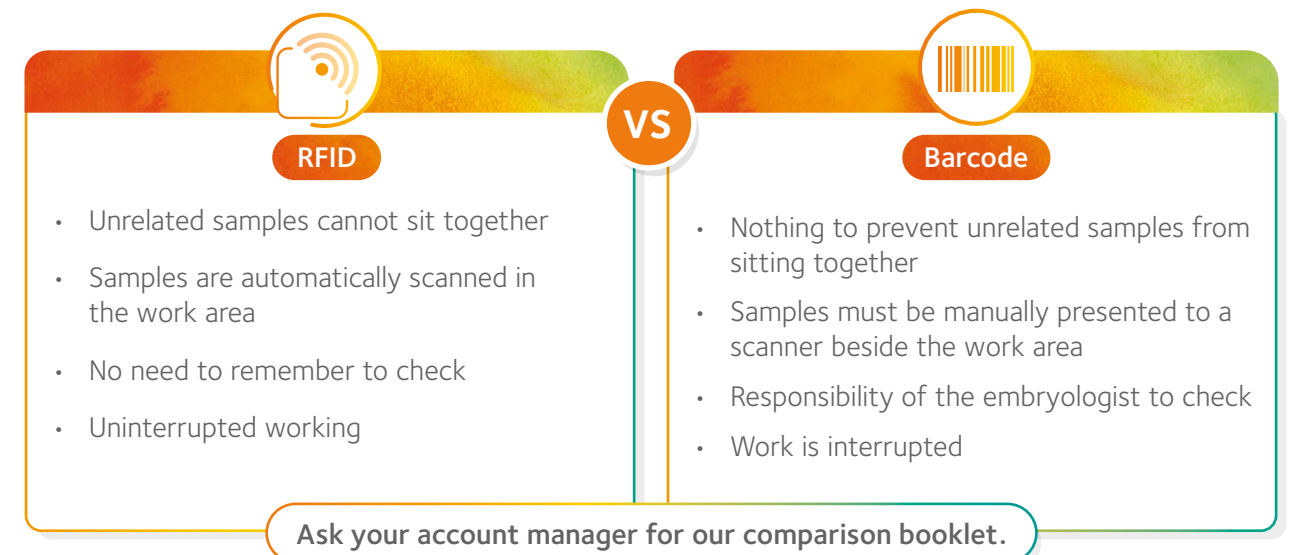 VS
RFID
• Unrelated samples cannot sit together
• Samples are automatically scanned in
the work area
• No need to remember to check
• Uninterrupted working
Barcode
• Nothing to prevent unrelated samples from
sitting together
• Samples must be manually presented to a
scanner beside the work area
• Responsibility of the embryologist to check
• Work is interrupted
Ask your account manager for our comparison booklet.